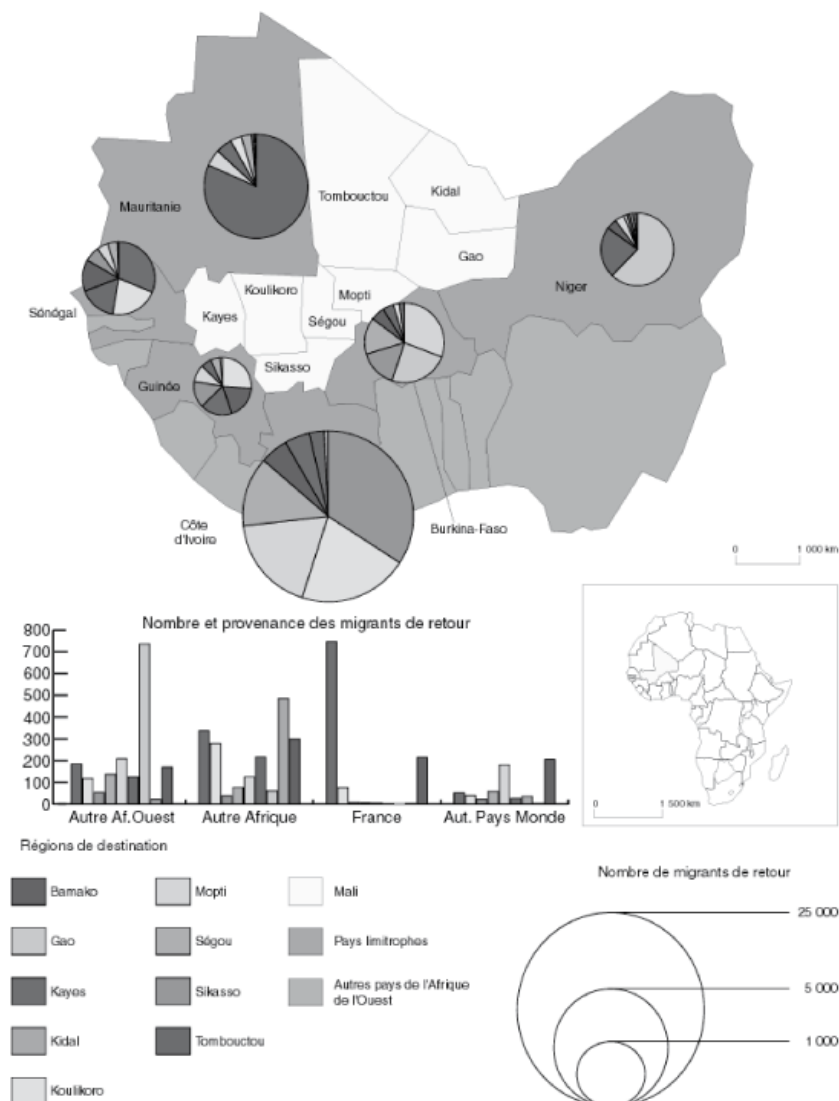 Tombouctou
Kidal
Mauritanie
Gao
Niger
Koulikoro
Mopti
Sénégal
Kayes
Ségou
Sikasso
Guinée
Côte
d'Ivoire
Burkina-Faso
0 1 000 km
Nombre et provenance des migrants de retour
800
700
600
500
400
300
200
100
0
Autre Af.Ouest Autre Afrique France Aut. Pays Monde
0 1 500 km
Régions de destination
Nombre de migrants de retour
Bamako Mopti Mali
25 000
Gao Ségou Pays limitrophes
5 000
Kayes Sikasso Autres pays de l'Afrique
de l'Ouest
1 000
Kidal Tombouctou
Koulikoro